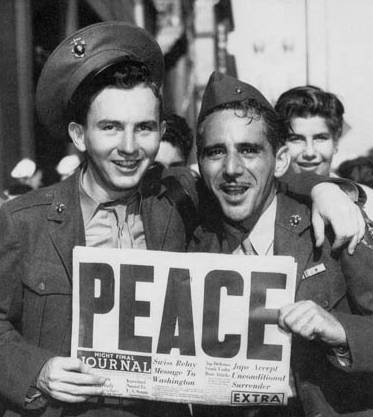 PEACE
NIGHT FINAL
JOURNAL
Swiss Relay
Message To
Washington
Japs Accept
Unconditional
Surrender
EXTRA